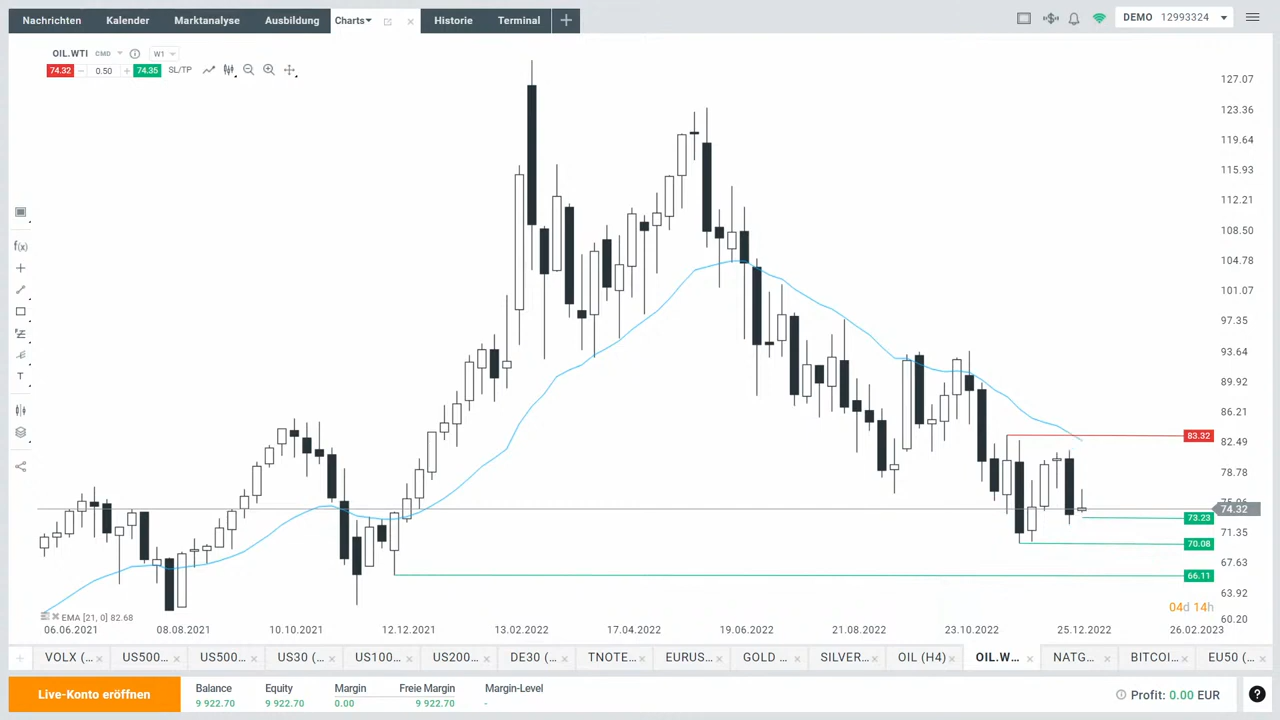 Nachrichten Kalender Marktanalyse Ausbildung Charts Historie Terminal
DEMO 12993324
OIL.WTI CMD W1
74.32 0.50 74.35 SL/TP
127.07
123.36
119.64
115.93
112.21
108.50
104.78
101.07
97.35
93.64
89.92
86.21
83.32
82.49
78.78
74.32
73.23
71.35
70.08
67.63
66.11
63.92
60.20
f(x)
T
04d 14h
EMA [21, 0] 82.68
06.06.2021 08.08.2021 10.10.2021 12.12.2021 13.02.2022 17.04.2022 19.06.2022 21.08.2022 23.10.2022 25.12.2022 26.02.2023
VOLX (... US500... US500... US30 (... US100... US200... DE30 (... TNOTE... EURUS... GOLD ... SILVER... OIL (H4) OIL.W... NATG... BITCOI... EU50 (...
Live-Konto eröffnen
Balance Equity Margin Freie Margin Margin-Level
9 922.70 9 922.70 0.00 9 922.70 -
Profit: 0.00 EUR
?